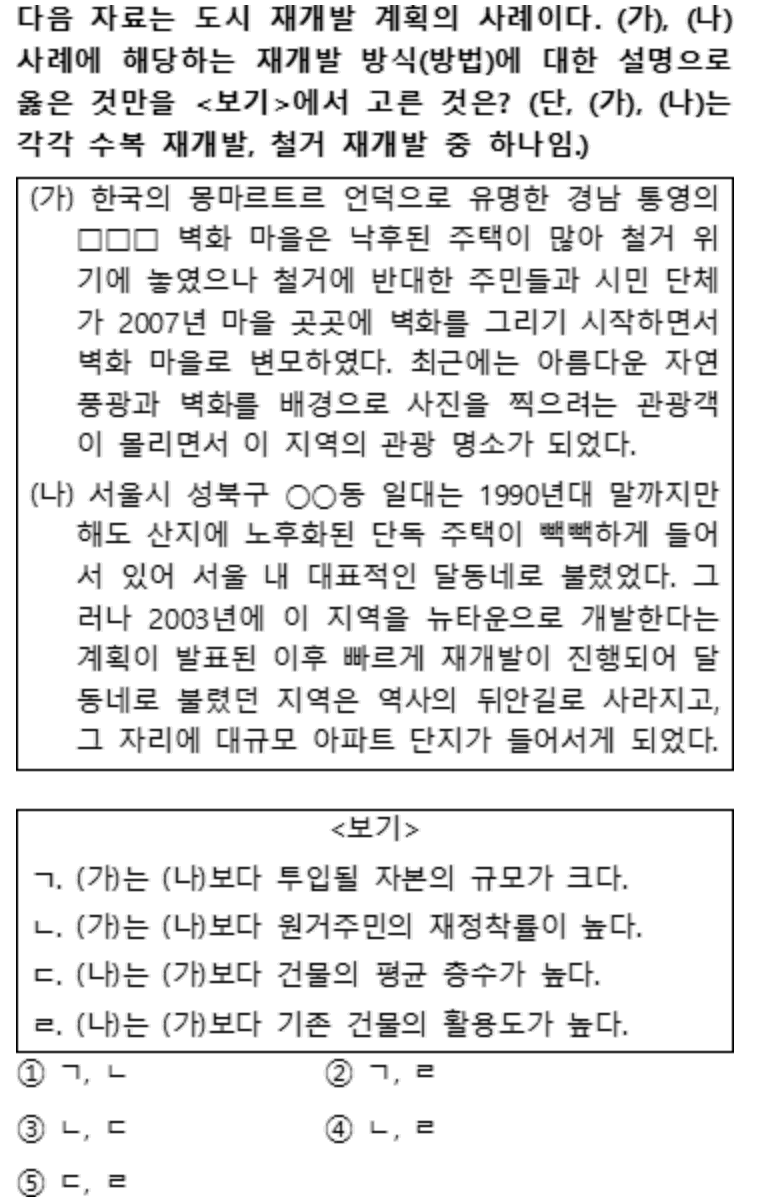 다음 자료는 도시 재개발 계획의 사례이다. (가), (나)
사례에 해당하는 재개발 방식(방법)에 대한 설명으로
옳은 것만을 <보기>에서 고른 것은? (단, (가), (나)는
각각 수복 재개발, 철거 재개발 중 하나임.)
(가) 한국의 몽마르트르 언덕으로 유명한 경남 통영의
□□□ 벽화 마을은 낙후된 주택이 많아 철거 위
기에 놓였으나 철거에 반대한 주민들과 시민 단체
가 2007년 마을 곳곳에 벽화를 그리기 시작하면서
벽화 마을로 변모하였다. 최근에는 아름다운 자연
풍광과 벽화를 배경으로 사진을 찍으려는 관광객
이 몰리면서 이 지역의 관광 명소가 되었다.
(나) 서울시 성북구 ○○동 일대는 1990년대 말까지만
해도 산지에 노후화된 단독 주택이 빽빽하게 들어
서 있어 서울 내 대표적인 달동네로 불렸었다. 그
러나 2003년에 이 지역을 뉴타운으로 개발한다는
계획이 발표된 이후 빠르게 재개발이 진행되어 달
동네로 불렸던 지역은 역사의 뒤안길로 사라지고,
그 자리에 대규모 아파트 단지가 들어서게 되었다.
<보기>
ㄱ. (가)는 (나)보다 투입될 자본의 규모가 크다.
ㄴ. (가)는 (나)보다 원거주민의 재정착률이 높다.
ㄷ. (나)는 (가)보다 건물의 평균 층수가 높다.
ㄹ. (나)는 (가)보다 기존 건물의 활용도가 높다.
① ㄱ, ㄴ ② ㄱ, ㄹ
③ ㄴ, ㄷ ④ ㄴ, ㄹ
⑤ ㄷ, ㄹ